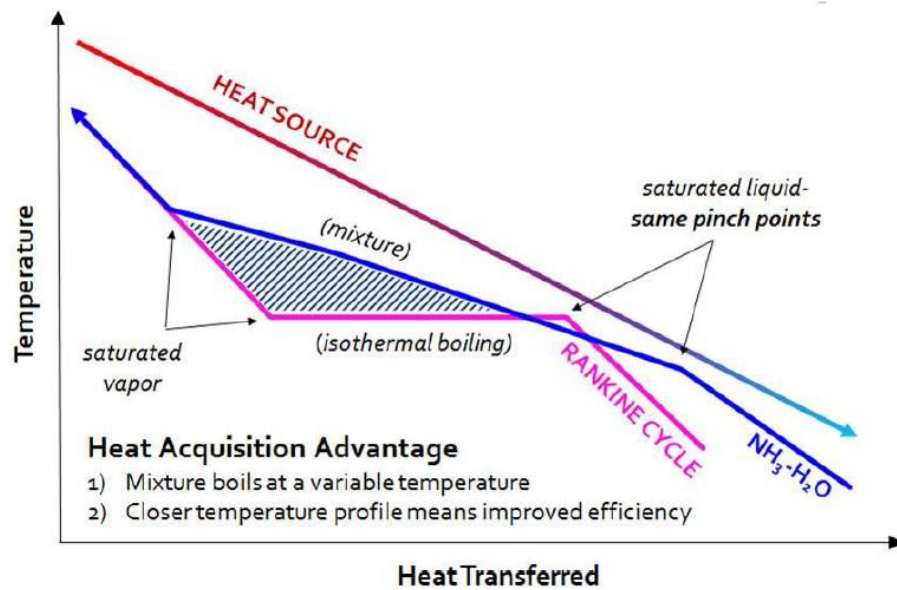 HEAT SOURCE
saturated liquid-
same pinch points
(mixture)
Temperature
(isothermal boiling)
saturated
vapor
RANKINE CYCLE
NH₃-H₂O
Heat Acquisition Advantage
1) Mixture boils at a variable temperature
2) Closer temperature profile means improved efficiency
Heat Transferred